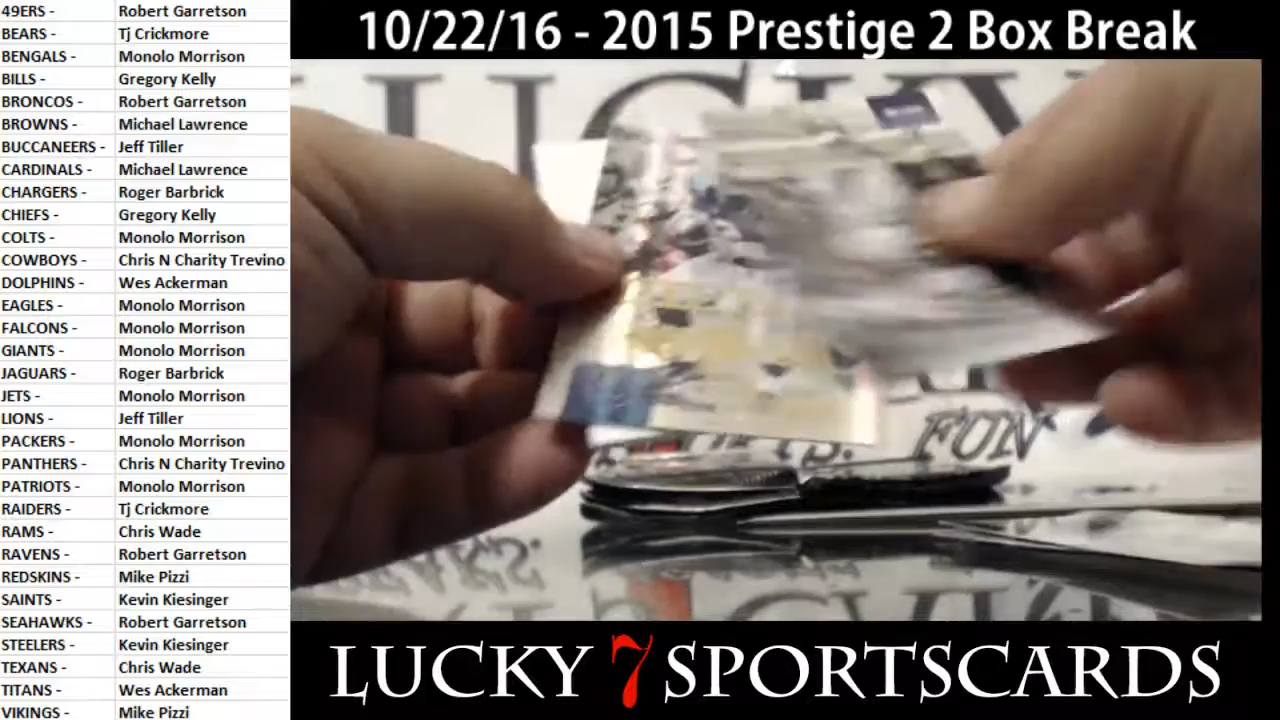 10/22/16 - 2015 Prestige 2 Box Break
49ERS - Robert Garretson
BEARS - Tj Crickmore
BENGALS - Monolo Morrison
BILLS - Gregory Kelly
BRONCOS - Robert Garretson
BROWNS - Michael Lawrence
BUCCANEERS - Jeff Tiller
CARDINALS - Michael Lawrence
CHARGERS - Roger Barbrick
CHIEFS - Gregory Kelly
COLTS - Monolo Morrison
COWBOYS - Chris N Charity Trevino
DOLPHINS - Wes Ackerman
EAGLES - Monolo Morrison
FALCONS - Monolo Morrison
GIANTS - Monolo Morrison
JAGUARS - Roger Barbrick
JETS - Monolo Morrison
LIONS - Jeff Tiller
PACKERS - Monolo Morrison
PANTHERS - Chris N Charity Trevino
PATRIOTS - Monolo Morrison
RAIDERS - Tj Crickmore
RAMS - Chris Wade
RAVENS - Robert Garretson
REDSKINS - Mike Pizzi
SAINTS - Kevin Kiesinger
SEAHAWKS - Robert Garretson
STEELERS - Kevin Kiesinger
TEXANS - Chris Wade
TITANS - Wes Ackerman
VIKINGS - Mike Pizzi
FUN
LUCKY 7 SPORTSCARDS